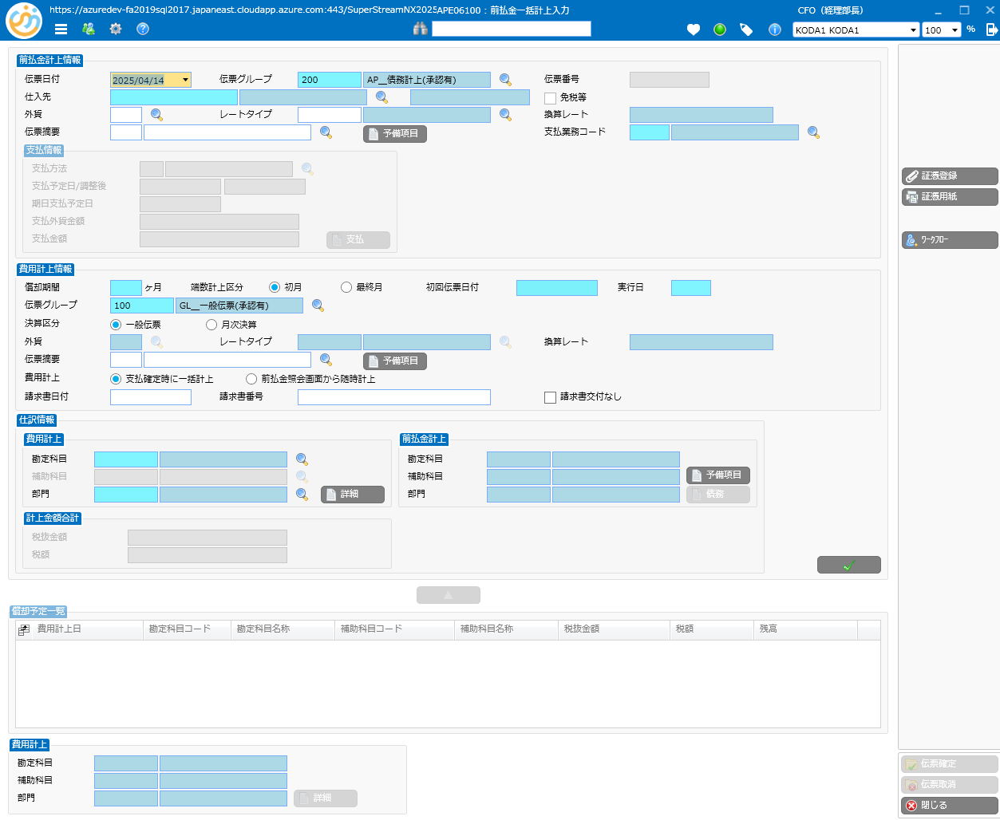 https://azuredev-fa2019sql2017.japaneast.cloudapp.azure.com:443/SuperStreamNX2025APE06100：前払金一括計上入力 CFO（経理部長）
KODA1 KODA1 100 %
前払金計上情報
伝票日付 2025/04/14 伝票グループ 200 AP__債務計上(承認有) 伝票番号
仕入先 免税等
外貨 レートタイプ 換算レート
伝票摘要 予備項目 支払業務コード
支払情報
支払方法
支払予定日/調整後
期日支払予定日
支払外貨金額
支払金額 支払
証憑登録
証憑用紙
ﾜｰｸﾌﾛｰ
費用計上情報
償却期間 ヶ月 端数計上区分 初月 最終月 初回伝票日付 実行日
伝票グループ 100 GL__一般伝票(承認有)
決算区分 一般伝票 月次決算
外貨 レートタイプ 換算レート
伝票摘要 予備項目
費用計上 支払確定時に一括計上 前払金照会画面から随時計上
請求書日付 請求書番号 請求書交付なし
仕訳情報
費用計上 前払金計上
勘定科目 勘定科目
補助科目 補助科目 予備項目
部門 詳細 部門 債務
計上金額合計
税抜金額
税額
償却予定一覧
費用計上日 勘定科目コード 勘定科目名称 補助科目コード 補助科目名称 税抜金額 税額 残高
費用計上
勘定科目
補助科目
部門 詳細
伝票確定
伝票取消
閉じる